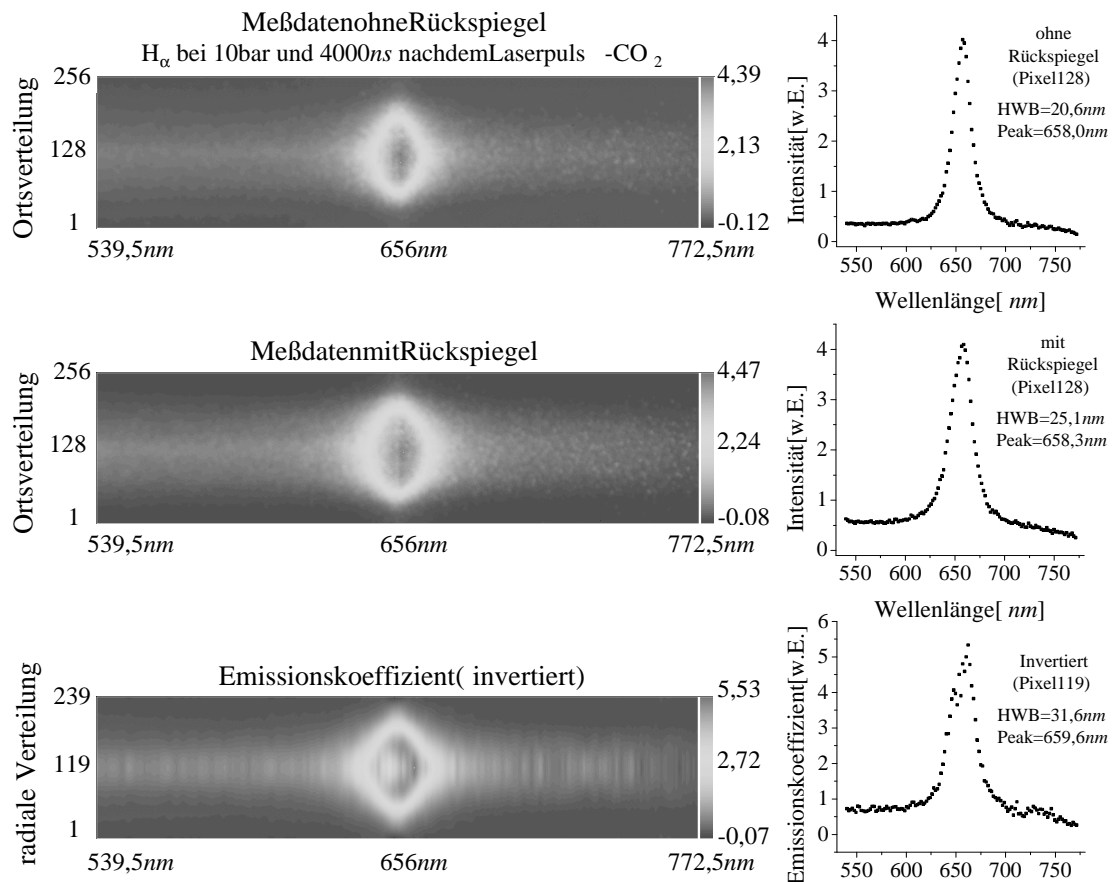 MeßdatenohneRückspiegel
Hα bei 10bar und 4000ns nachdemLaserpuls -CO2
Ortsverteilung
256
128
1
539,5nm
656nm
772,5nm
4,39
2,13
-0,12
Intensität[w.E.]
4
3
2
1
0
550
600
650
700
750
Wellenlänge[ nm]
ohne
Rückspiegel
(Pixel128)
HWB=20,6nm
Peak=658,0nm
MeßdatenmitRückspiegel
Ortsverteilung
256
128
1
539,5nm
656nm
772,5nm
4,47
2,24
-0,08
Intensität[w.E.]
4
3
2
1
0
550
600
650
700
750
Wellenlänge[ nm]
mit
Rückspiegel
(Pixel128)
HWB=25,1nm
Peak=658,3nm
Emissionskoeffizient( invertiert)
radiale Verteilung
239
119
1
539,5nm
656nm
772,5nm
5,53
2,72
-0,07
Emissionskoeffizient[w.E.]
6
5
4
3
2
1
0
550
600
650
700
750
Invertiert
(Pixel119)
HWB=31,6nm
Peak=659,6nm